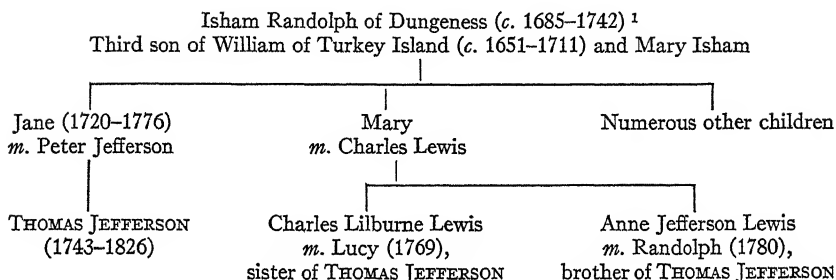 Isham Randolph of Dungeness (c. 1685–1742) ¹
Third son of William of Turkey Island (c. 1651–1711) and Mary Isham
Jane (1720–1776)
m. Peter Jefferson
Mary
m. Charles Lewis
Numerous other children
THOMAS JEFFERSON
(1743–1826)
Charles Lilburne Lewis
m. Lucy (1769),
sister of THOMAS JEFFERSON
Anne Jefferson Lewis
m. Randolph (1780),
brother of THOMAS JEFFERSON